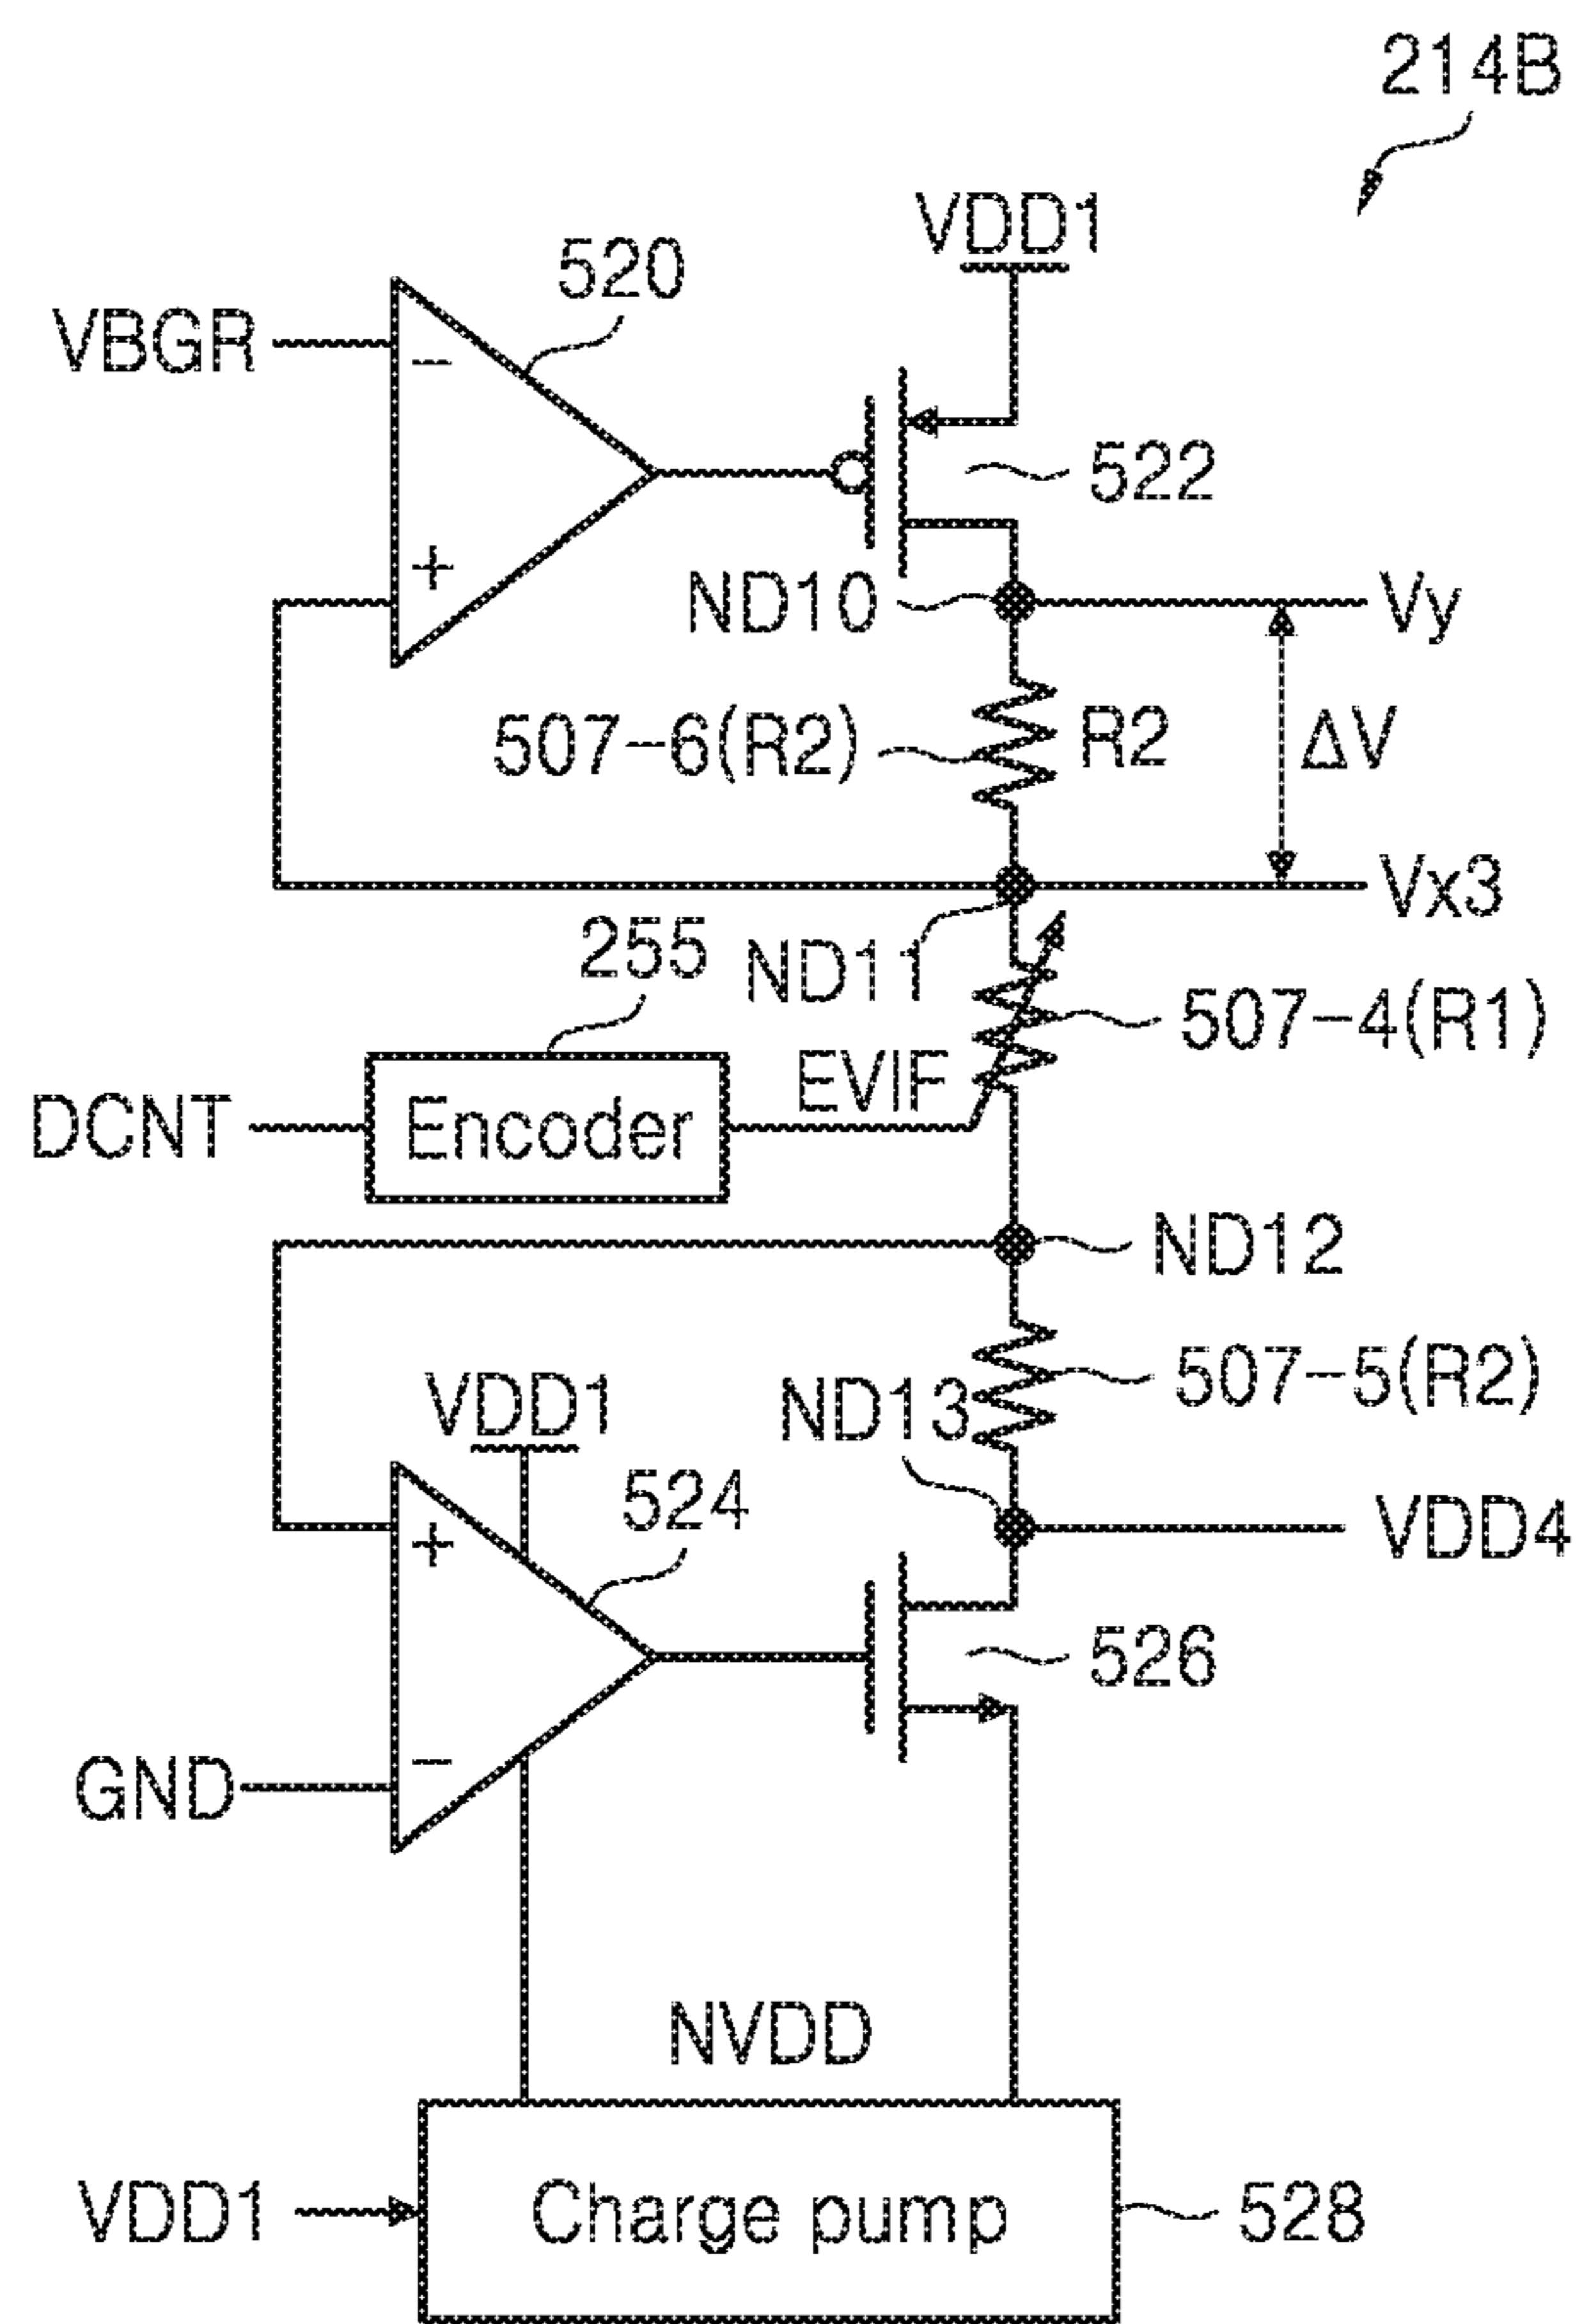 214B
VDD1
520
VBGR
−
522
+
ND10
Vy
507-6(R2)
R2
ΔV
Vx3
255
ND11
507-4(R1)
EVIF
DCNT
Encoder
ND12
507-5(R2)
VDD1
ND13
524
VDD4
+
526
−
GND
NVDD
VDD1
Charge pump
528